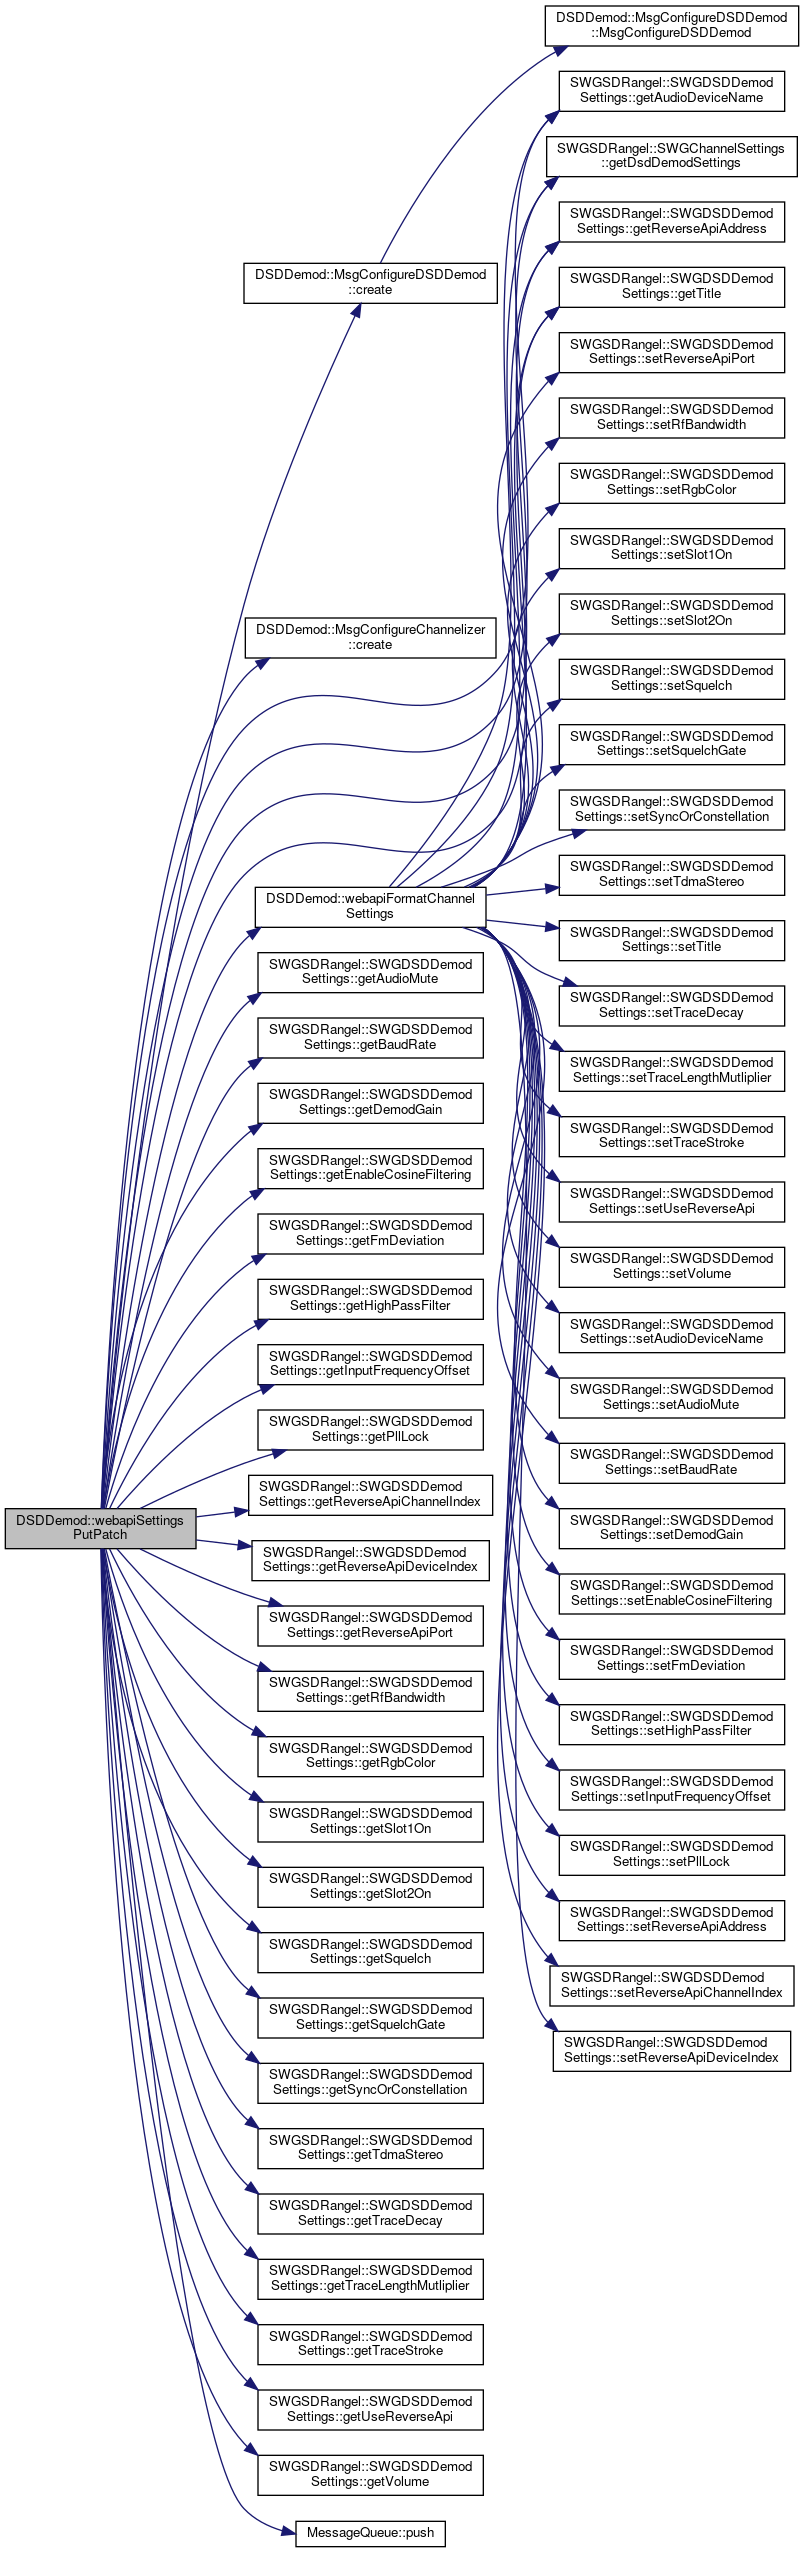 DSDDemod::webapiSettings
PutPatch
DSDDemod::MsgConfigureDSDDemod
::create
DSDDemod::MsgConfigureChannelizer
::create
DSDDemod::webapiFormatChannel
Settings
SWGSDRangel::SWGDSDDemod
Settings::getAudioMute
SWGSDRangel::SWGDSDDemod
Settings::getBaudRate
SWGSDRangel::SWGDSDDemod
Settings::getDemodGain
SWGSDRangel::SWGDSDDemod
Settings::getEnableCosineFiltering
SWGSDRangel::SWGDSDDemod
Settings::getFmDeviation
SWGSDRangel::SWGDSDDemod
Settings::getHighPassFilter
SWGSDRangel::SWGDSDDemod
Settings::getInputFrequencyOffset
SWGSDRangel::SWGDSDDemod
Settings::getPllLock
SWGSDRangel::SWGDSDDemod
Settings::getReverseApiChannelIndex
SWGSDRangel::SWGDSDDemod
Settings::getReverseApiDeviceIndex
SWGSDRangel::SWGDSDDemod
Settings::getReverseApiPort
SWGSDRangel::SWGDSDDemod
Settings::getRfBandwidth
SWGSDRangel::SWGDSDDemod
Settings::getRgbColor
SWGSDRangel::SWGDSDDemod
Settings::getSlot1On
SWGSDRangel::SWGDSDDemod
Settings::getSlot2On
SWGSDRangel::SWGDSDDemod
Settings::getSquelch
SWGSDRangel::SWGDSDDemod
Settings::getSquelchGate
SWGSDRangel::SWGDSDDemod
Settings::getSyncOrConstellation
SWGSDRangel::SWGDSDDemod
Settings::getTdmaStereo
SWGSDRangel::SWGDSDDemod
Settings::getTraceDecay
SWGSDRangel::SWGDSDDemod
Settings::getTraceLengthMutliplier
SWGSDRangel::SWGDSDDemod
Settings::getTraceStroke
SWGSDRangel::SWGDSDDemod
Settings::getUseReverseApi
SWGSDRangel::SWGDSDDemod
Settings::getVolume
MessageQueue::push
DSDDemod::MsgConfigureDSDDemod
::MsgConfigureDSDDemod
SWGSDRangel::SWGDSDDemod
Settings::getAudioDeviceName
SWGSDRangel::SWGChannelSettings
::getDsdDemodSettings
SWGSDRangel::SWGDSDDemod
Settings::getReverseApiAddress
SWGSDRangel::SWGDSDDemod
Settings::getTitle
SWGSDRangel::SWGDSDDemod
Settings::setReverseApiPort
SWGSDRangel::SWGDSDDemod
Settings::setRfBandwidth
SWGSDRangel::SWGDSDDemod
Settings::setRgbColor
SWGSDRangel::SWGDSDDemod
Settings::setSlot1On
SWGSDRangel::SWGDSDDemod
Settings::setSlot2On
SWGSDRangel::SWGDSDDemod
Settings::setSquelch
SWGSDRangel::SWGDSDDemod
Settings::setSquelchGate
SWGSDRangel::SWGDSDDemod
Settings::setSyncOrConstellation
SWGSDRangel::SWGDSDDemod
Settings::setTdmaStereo
SWGSDRangel::SWGDSDDemod
Settings::setTitle
SWGSDRangel::SWGDSDDemod
Settings::setTraceDecay
SWGSDRangel::SWGDSDDemod
Settings::setTraceLengthMutliplier
SWGSDRangel::SWGDSDDemod
Settings::setTraceStroke
SWGSDRangel::SWGDSDDemod
Settings::setUseReverseApi
SWGSDRangel::SWGDSDDemod
Settings::setVolume
SWGSDRangel::SWGDSDDemod
Settings::setAudioDeviceName
SWGSDRangel::SWGDSDDemod
Settings::setAudioMute
SWGSDRangel::SWGDSDDemod
Settings::setBaudRate
SWGSDRangel::SWGDSDDemod
Settings::setDemodGain
SWGSDRangel::SWGDSDDemod
Settings::setEnableCosineFiltering
SWGSDRangel::SWGDSDDemod
Settings::setFmDeviation
SWGSDRangel::SWGDSDDemod
Settings::setHighPassFilter
SWGSDRangel::SWGDSDDemod
Settings::setInputFrequencyOffset
SWGSDRangel::SWGDSDDemod
Settings::setPllLock
SWGSDRangel::SWGDSDDemod
Settings::setReverseApiAddress
SWGSDRangel::SWGDSDDemod
Settings::setReverseApiChannelIndex
SWGSDRangel::SWGDSDDemod
Settings::setReverseApiDeviceIndex